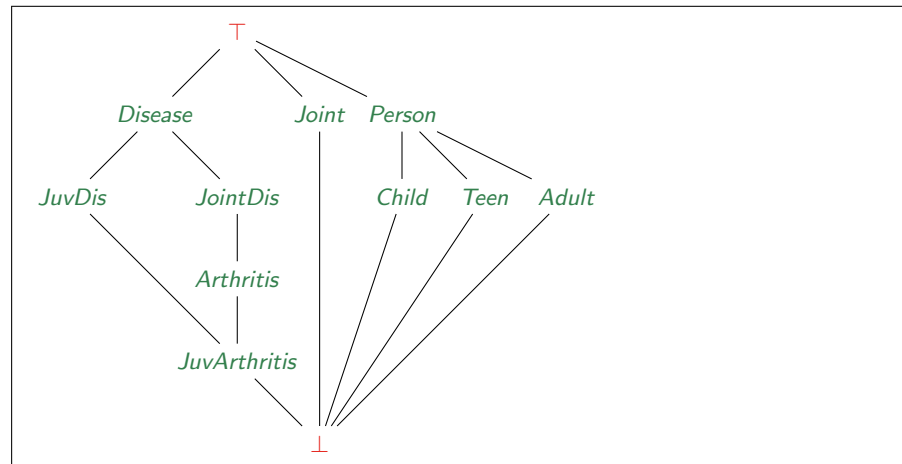 ⊤
Disease Joint Person
JuvDis JointDis Child Teen Adult
Arthritis
JuvArthritis
⊥